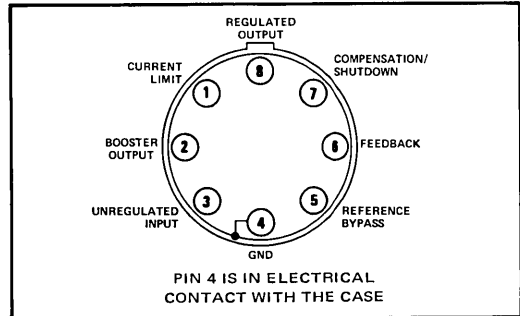 REGULATED
OUTPUT
CURRENT
LIMIT
COMPENSATION/
SHUTDOWN
8
1
7
BOOSTER
OUTPUT
2
6
FEEDBACK
UNREGULATED
INPUT
3
4
5
REFERENCE
BYPASS
GND
PIN 4 IS IN ELECTRICAL
CONTACT WITH THE CASE